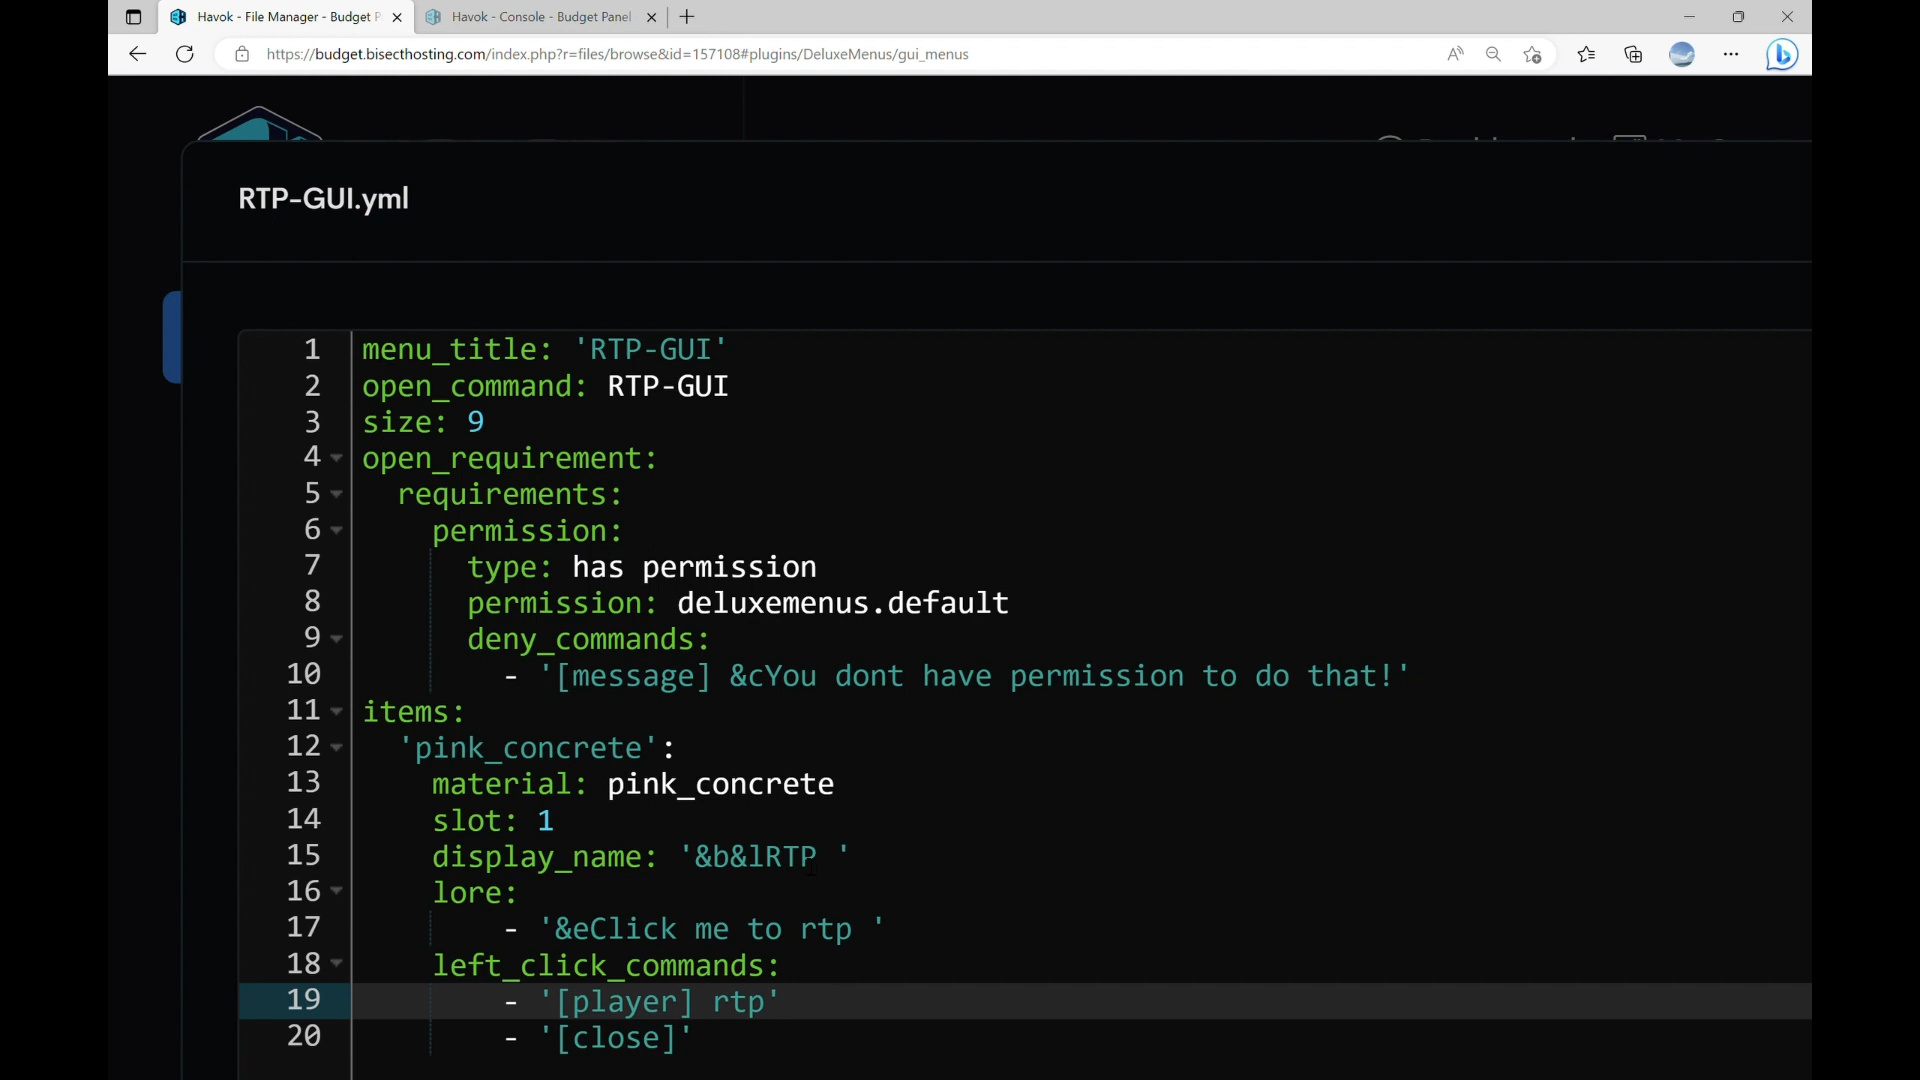 Havok - File Manager - Budget P
Havok - Console - Budget Panel
https://budget.bisecthosting.com/index.php?r=files/browse&id=157108#plugins/DeluxeMenus/gui_menus
RTP-GUI.yml
1 menu_title: 'RTP-GUI'
2 open_command: RTP-GUI
3 size: 9
4 open_requirement:
5 requirements:
6 permission:
7 type: has permission
8 permission: deluxemenus.default
9 deny_commands:
10 - '[message] &cYou dont have permission to do that!'
11 items:
12 'pink_concrete':
13 material: pink_concrete
14 slot: 1
15 display_name: '&b&lRTP '
16 lore:
17 - '&eClick me to rtp '
18 left_click_commands:
19 - '[player] rtp'
20 - '[close]'